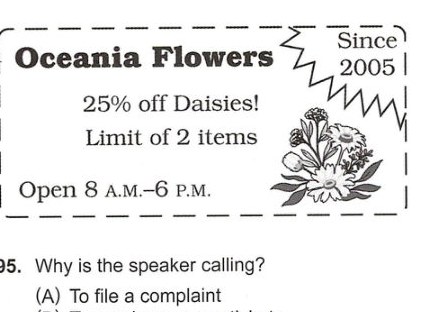 Oceania Flowers
Since
2005
25% off Daisies!
Limit of 2 items
Open 8 A.M.–6 P.M.
95. Why is the speaker calling?
(A) To file a complaint